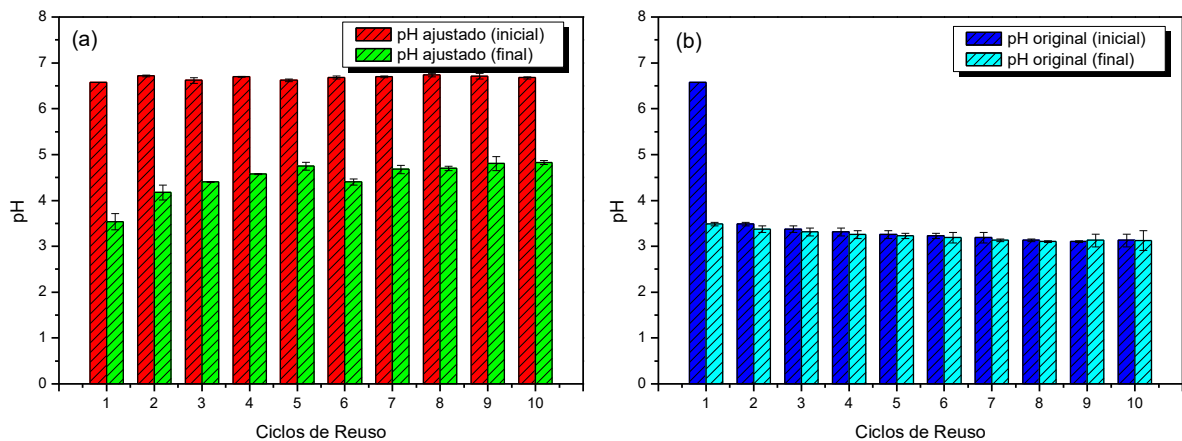 (a)
pH ajustado (inicial)
pH ajustado (final)
8
7
6
5
4
3
2
1
0
pH
1 2 3 4 5 6 7 8 9 10
Ciclos de Reuso
(b)
pH original (inicial)
pH original (final)
8
7
6
5
4
3
2
1
0
pH
1 2 3 4 5 6 7 8 9 10
Ciclos de Reuso